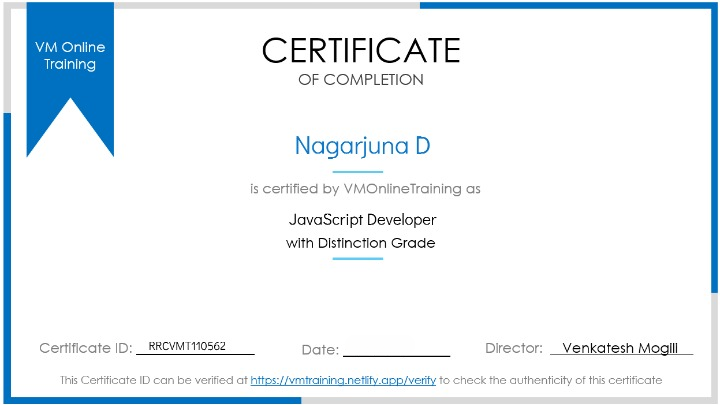 VM Online
Training
CERTIFICATE
OF COMPLETION
Nagarjuna D
is certified by VMOnlineTraining as
JavaScript Developer
with Distinction Grade
Certificate ID: RRCVMT110562 Date: Director: Venkatesh Mogili
This Certificate ID can be verified at https://vmtraining.netlify.app/verify to check the authenticity of this certificate